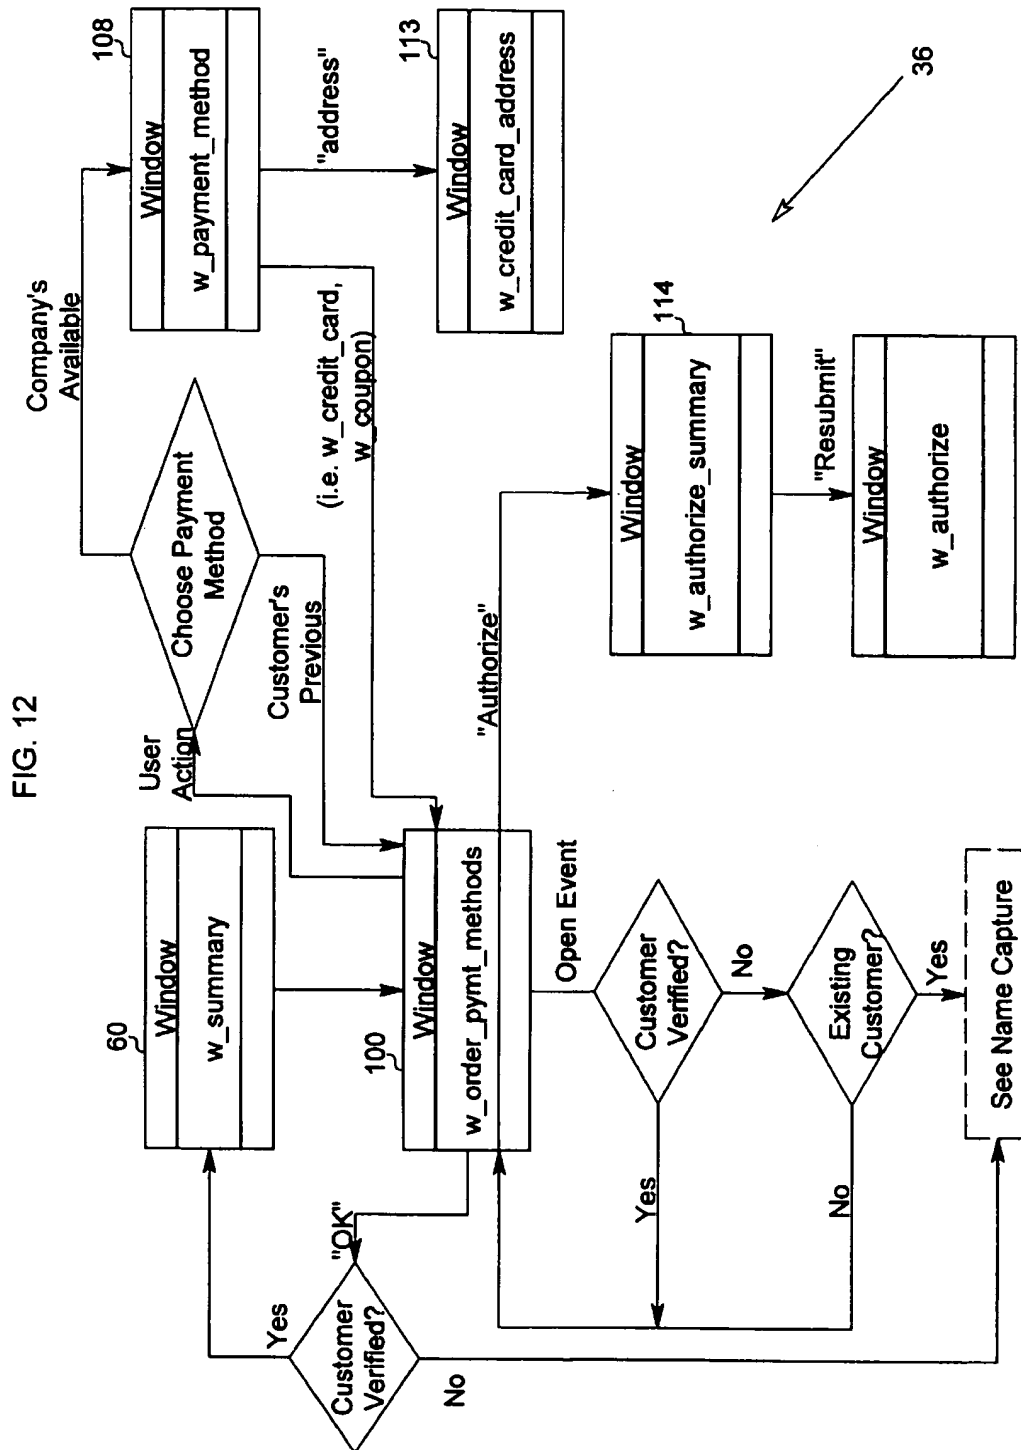 FIG. 12
60
Window
w_summary
User
Action
Choose Payment
Method
Company's
Available
108
Window
w_payment_method
Customer's
Previous
(i.e. w_credit_card,
w_coupon)
"address"
113
Window
w_credit_card_address
Yes
Customer
Verified?
No
"OK"
100
Window
w_order_pymt_methods
"Authorize"
114
Window
w_authorize_summary
"Resubmit"
Window
w_authorize
Open Event
Customer
Verified?
Yes
No
Existing
Customer?
No
Yes
See Name Capture
36